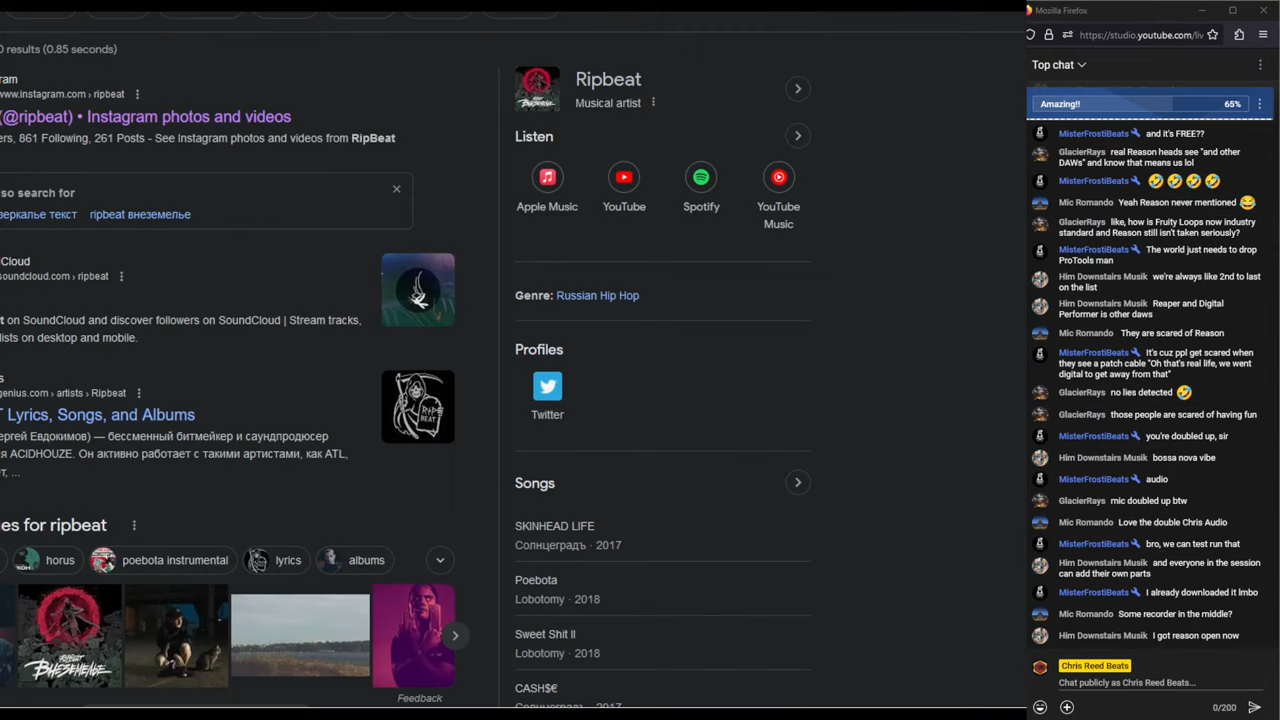 0 results (0.85 seconds)
ram
www.instagram.com › ripbeat
(@ripbeat) • Instagram photos and videos
ers, 861 Following, 261 Posts - See Instagram photos and videos from RipBeat
so search for
зеркалье текст ripbeat внеземелье
Cloud
soundcloud.com › ripbeat
t on SoundCloud and discover followers on SoundCloud | Stream tracks,
lists on desktop and mobile.
s
genius.com › artists › Ripbeat
T Lyrics, Songs, and Albums
ергей Евдокимов) — бессменный битмейкер и саундпродюсер
я ACIDHOUZE. Он активно работает с такими артистами, как ATL,
т, ...
RIP
BEAT
es for ripbeat
horus poebota instrumental lyrics albums
RIPBEAT
Feedback
Ripbeat
Musical artist
Listen
Apple Music YouTube Spotify YouTube
Music
Genre: Russian Hip Hop
Profiles
Twitter
Songs
SKINHEAD LIFE
Солнцеградъ · 2017
Poebota
Lobotomy · 2018
Sweet Shit ll
Lobotomy · 2018
CASH$€
Солнцеградъ · 2017
Mozilla Firefox
https://studio.youtube.com/liv
Top chat
Amazing!! 65%
MisterFrostiBeats and it's FREE??
GlacierRays real Reason heads see "and other
DAWs" and know that means us lol
MisterFrostiBeats 🤣 🤣 🤣 🤣
Mic Romando Yeah Reason never mentioned 😂
GlacierRays like, how is Fruity Loops now industry
standard and Reason still isn't taken seriously?
MisterFrostiBeats The world just needs to drop
ProTools man
Him Downstairs Musik we're always like 2nd to last
on the list
Him Downstairs Musik Reaper and Digital
Performer is other daws
Mic Romando They are scared of Reason
MisterFrostiBeats It's cuz ppl get scared when
they see a patch cable "Oh that's real life, we went
digital to get away from that"
GlacierRays no lies detected 🤣
GlacierRays those people are scared of having fun
MisterFrostiBeats you're doubled up, sir
Him Downstairs Musik bossa nova vibe
MisterFrostiBeats audio
GlacierRays mic doubled up btw
Mic Romando Love the double Chris Audio
MisterFrostiBeats bro, we can test run that
Him Downstairs Musik and everyone in the session
can add their own parts
MisterFrostiBeats I already downloaded it lmbo
Mic Romando Some recorder in the middle?
Him Downstairs Musik I got reason open now
Chris Reed Beats
Chat publicly as Chris Reed Beats...
0/200